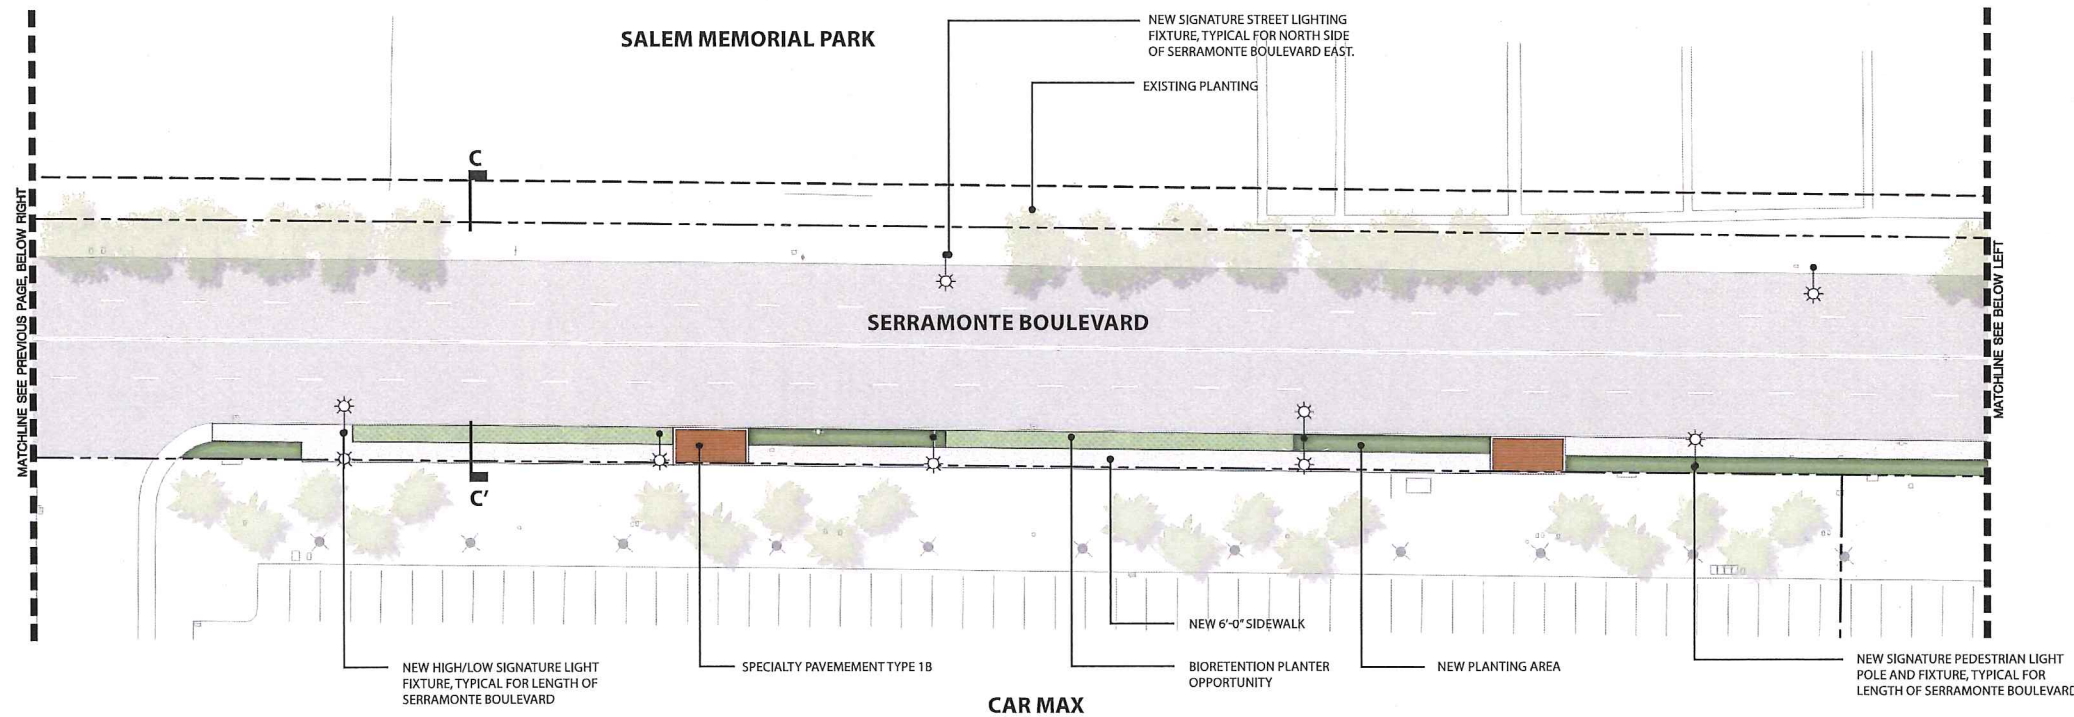 SALEM MEMORIAL PARK
NEW SIGNATURE STREET LIGHTING
FIXTURE, TYPICAL FOR NORTH SIDE
OF SERRAMONTE BOULEVARD EAST.
EXISTING PLANTING
C
MATCHLINE SEE PREVIOUS PAGE, BELOW RIGHT
SERRAMONTE BOULEVARD
MATCHLINE SEE BELOW LEFT
C'
NEW 6'-0" SIDEWALK
NEW HIGH/LOW SIGNATURE LIGHT
FIXTURE, TYPICAL FOR LENGTH OF
SERRAMONTE BOULEVARD
SPECIALTY PAVEMEMENT TYPE 1B
BIORETENTION PLANTER
OPPORTUNITY
NEW PLANTING AREA
NEW SIGNATURE PEDESTRIAN LIGHT
POLE AND FIXTURE, TYPICAL FOR
LENGTH OF SERRAMONTE BOULEVARD
CAR MAX